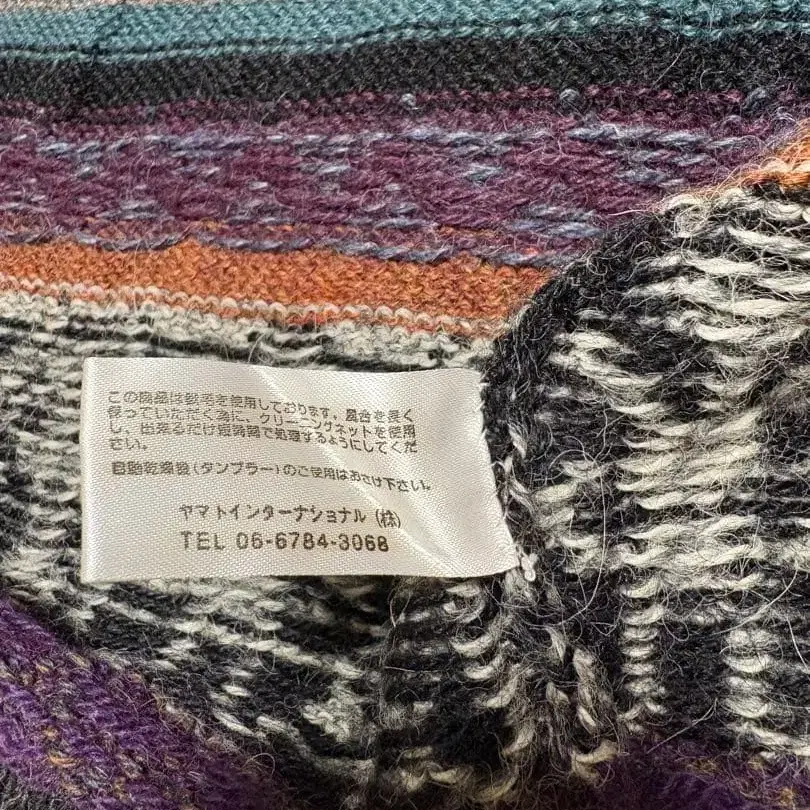 この商品は獣毛を使用しております。風合を長く
保っていただく為に、クリーニングネットを使用
し、出来るだけ短時間で処理するようにしてくだ
さい。
自動乾燥機(タンブラー)のご使用はおさけ下さい。
ヤマトインターナショナル(株)
TEL 06-6784-3068